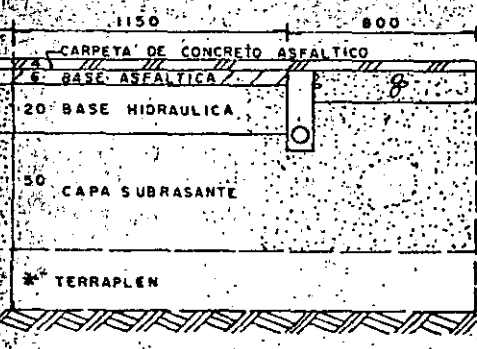 1150 800
4 CARPETA DE CONCRETO ASFALTICO
6 BASE ASFALTICA
20 BASE HIDRAULICA
50 CAPA SUBRASANTE
* TERRAPLEN